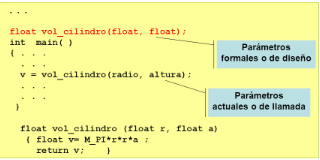 . . .
float vol_cilindro(float, float);
int main( )
{ . . .
. . .
v = vol_cilindro(radio, altura);
. . .
. . .
}
float vol_cilindro (float r, float a)
{ float v= M_PI*r*r*a ;
return v; }
Parámetros
formales o de diseño
Parámetros
actuales o de llamada